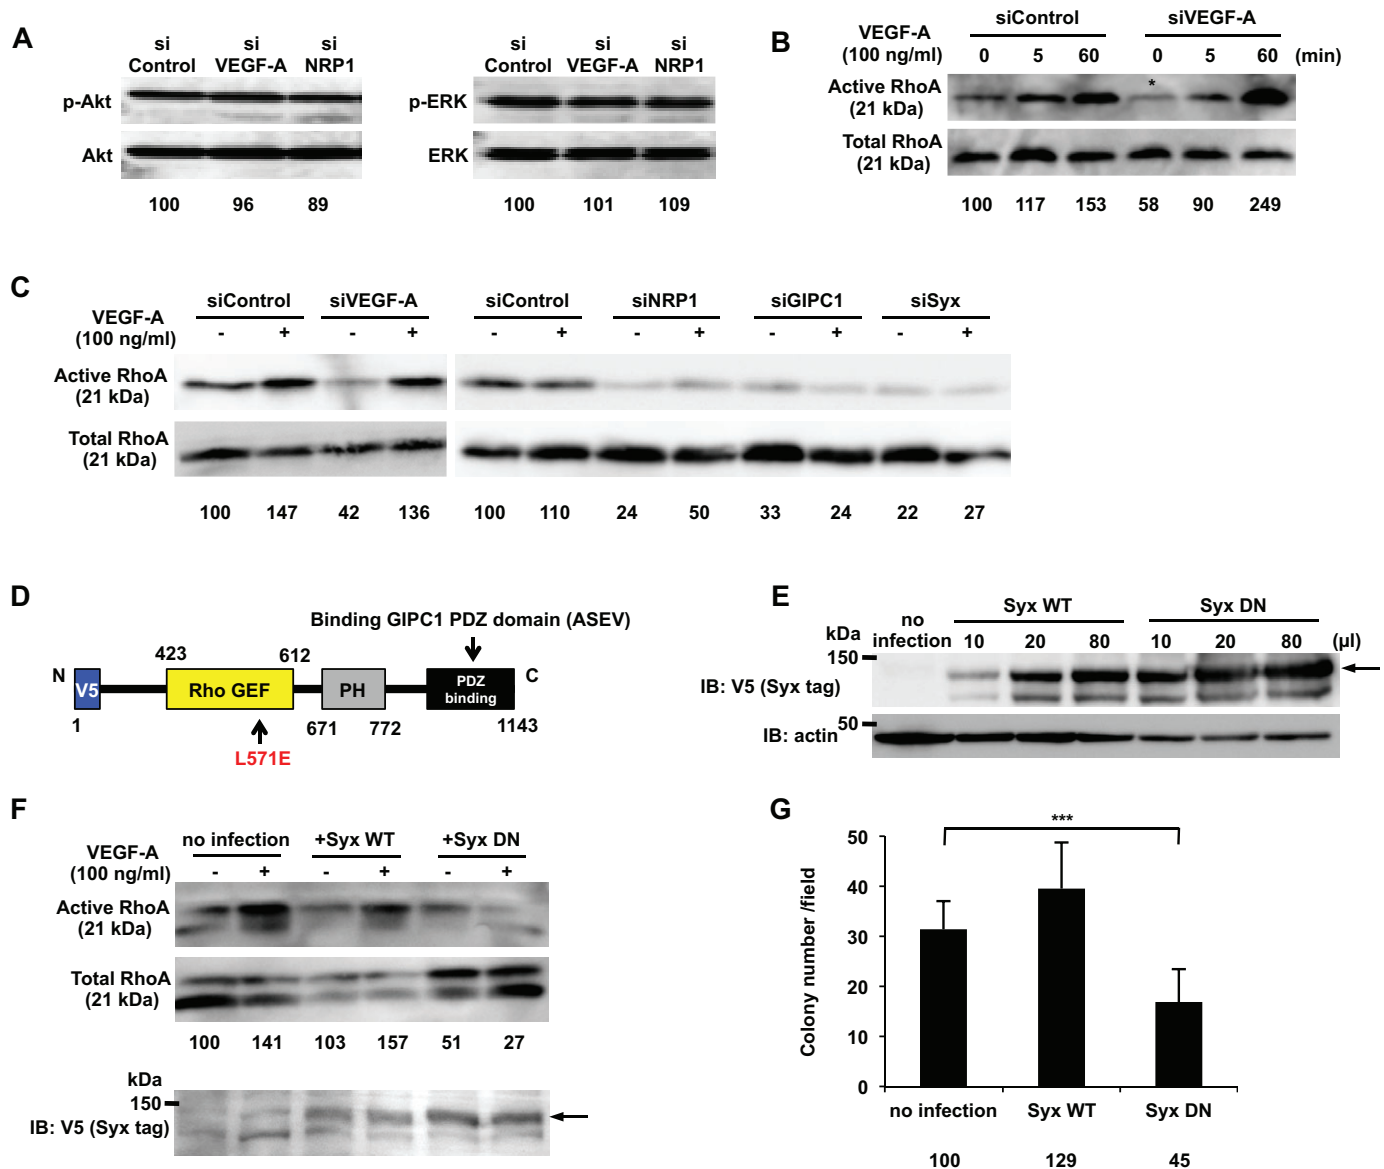 A
si Control
si VEGF-A
si NRP1
p-Akt
Akt
100 96 89
si Control
si VEGF-A
si NRP1
p-ERK
ERK
100 101 109
B
siControl siVEGF-A
VEGF-A (100 ng/ml)
0 5 60 0 5 60 (min)
Active RhoA (21 kDa)
*
Total RhoA (21 kDa)
100 117 153 58 90 249
C
siControl siVEGF-A siControl siNRP1 siGIPC1 siSyx
VEGF-A (100 ng/ml)
- + - + - + - + - + - +
Active RhoA (21 kDa)
Total RhoA (21 kDa)
100 147 42 136 100 110 24 50 33 24 22 27
D
Binding GIPC1 PDZ domain (ASEV)
423 612
N V5 Rho GEF PH PDZ binding C
1 671 772 1143
L571E
E
no infection
Syx WT Syx DN
kDa
10 20 80 10 20 80 (µl)
150
IB: V5 (Syx tag)
50
IB: actin
F
no infection +Syx WT +Syx DN
VEGF-A (100 ng/ml)
- + - + - +
Active RhoA (21 kDa)
Total RhoA (21 kDa)
100 141 103 157 51 27
kDa
150
IB: V5 (Syx tag)
G
***
Colony number /field
50
40
30
20
10
0
no infection Syx WT Syx DN
100 129 45